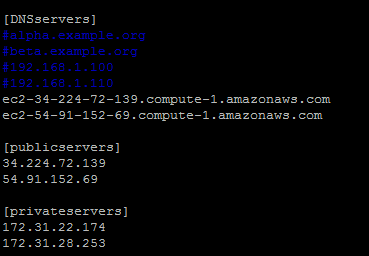 [DNSservers]
#alpha.example.org
#beta.example.org
#192.168.1.100
#192.168.1.110
ec2-34-224-72-139.compute-1.amazonaws.com
ec2-54-91-152-69.compute-1.amazonaws.com
[publicservers]
34.224.72.139
54.91.152.69
[privateservers]
172.31.22.174
172.31.28.253